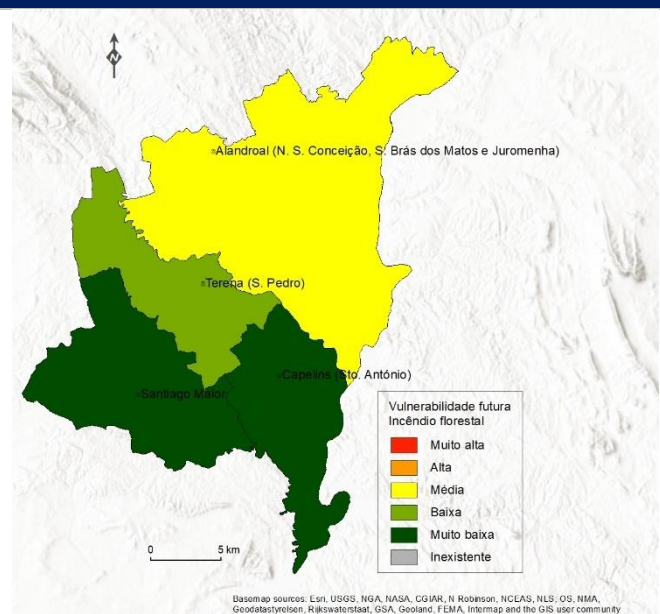 N
Alandroal (N. S. Conceição, S. Brás dos Matos e Juromenha)
Terena (S. Pedro)
Capelins (Sto. António)
Santiago Maior
Vulnerabilidade futura
Incêndio florestal
Muito alta
Alta
Média
Baixa
Muito baixa
Inexistente
0 5 km
Basemap sources: Esri, USGS, NGA, NASA, CGIAR, N Robinson, NCEAS, NLS, OS, NMA,
Geodatastyrelsen, Rijkswaterstaat, GSA, Geoland, FEMA, Intermap and the GIS user community